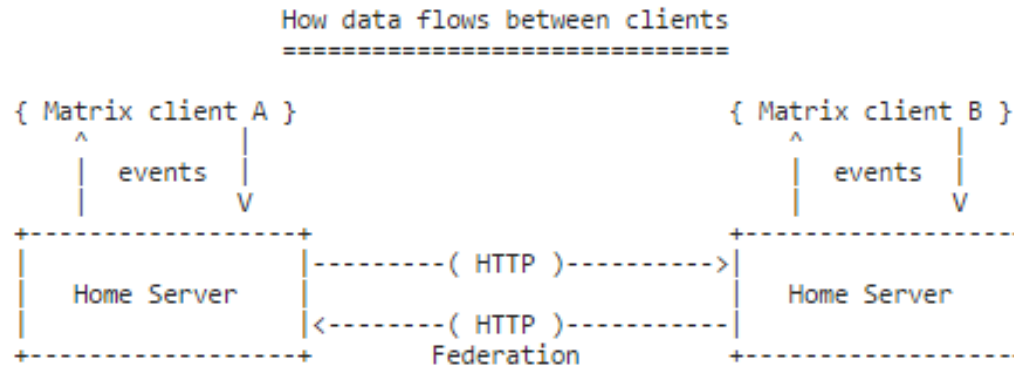 How data flows between clients
==============================
{ Matrix client A } { Matrix client B }
^ | ^ |
| events | | events |
| V | V
+------------------+ +------------------
| |---------( HTTP )---------->|
| Home Server | | Home Server
| |<--------( HTTP )-----------|
+------------------+ Federation +------------------